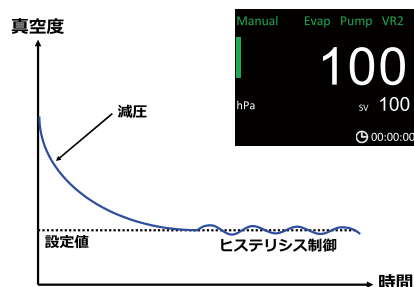 真空度
Manual Evap Pump VR2
100
hPa
SV 100
00:00:00
減圧
設定値
ヒステリシス制御
時間